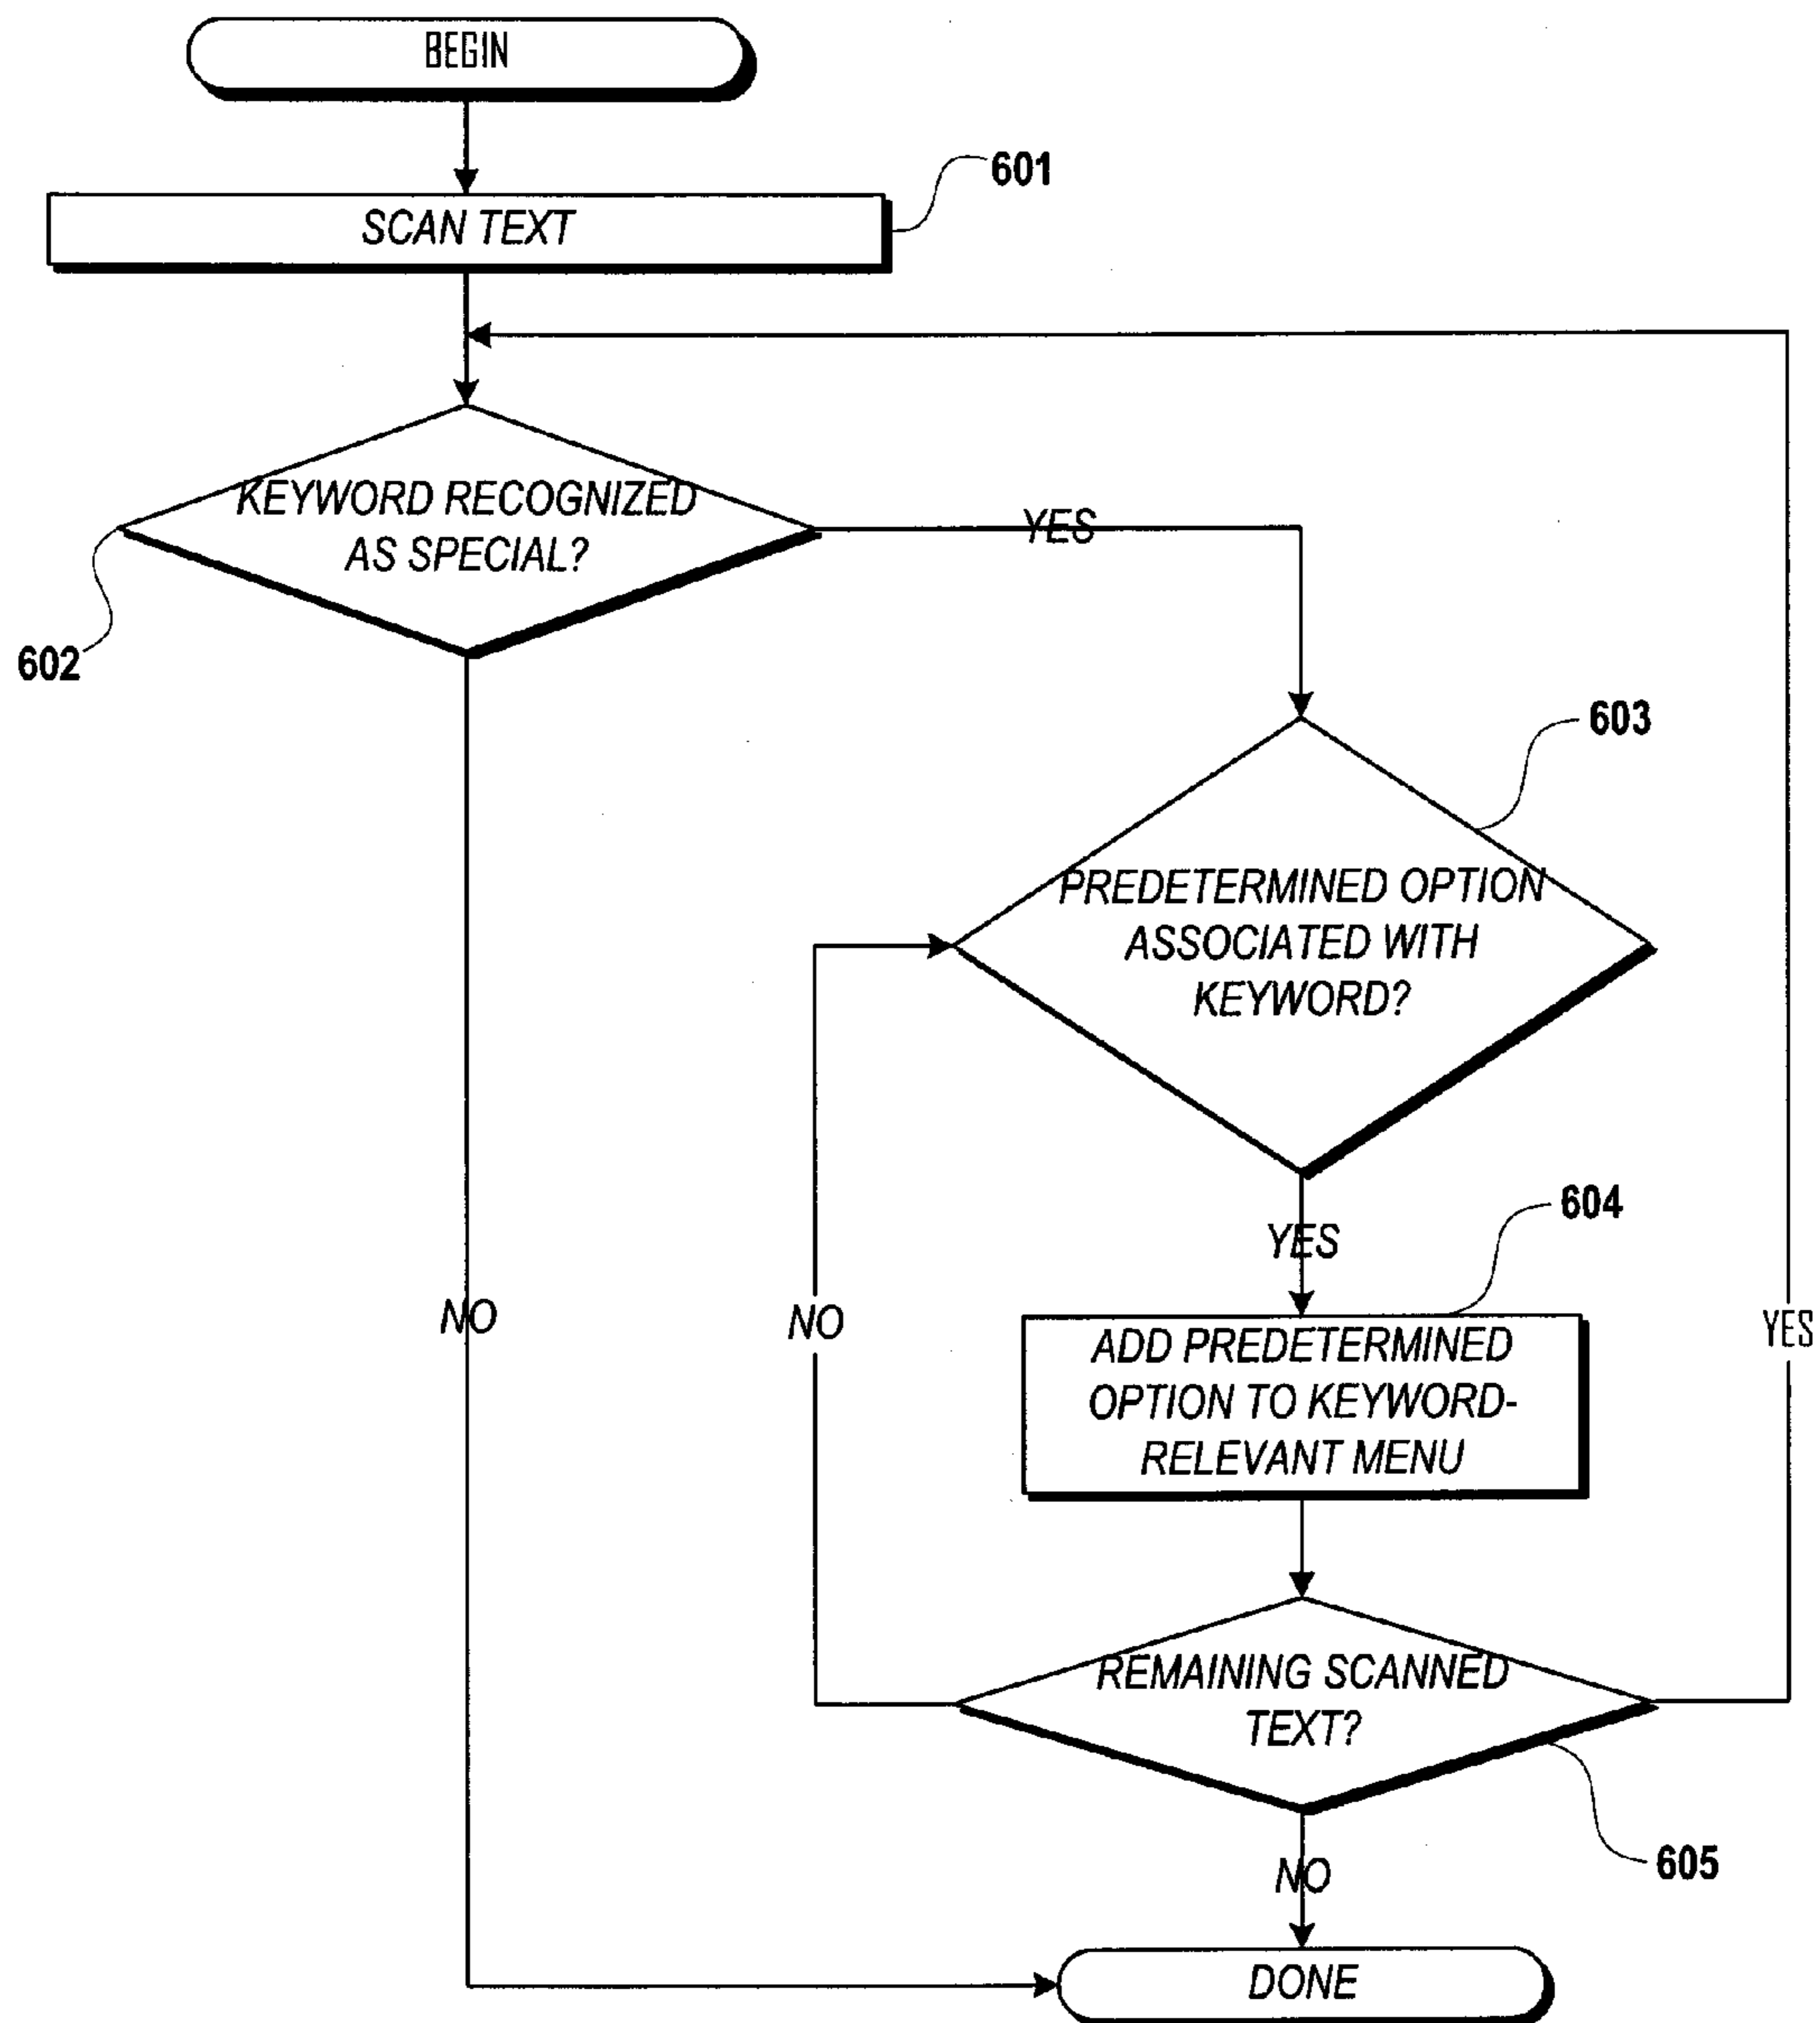 BEGIN
601
SCAN TEXT
KEYWORD RECOGNIZED
AS SPECIAL?
YES
602
603
PREDETERMINED OPTION
ASSOCIATED WITH
KEYWORD?
604
YES
NO
NO
YES
ADD PREDETERMINED
OPTION TO KEYWORD-
RELEVANT MENU
REMAINING SCANNED
TEXT?
605
NO
DONE